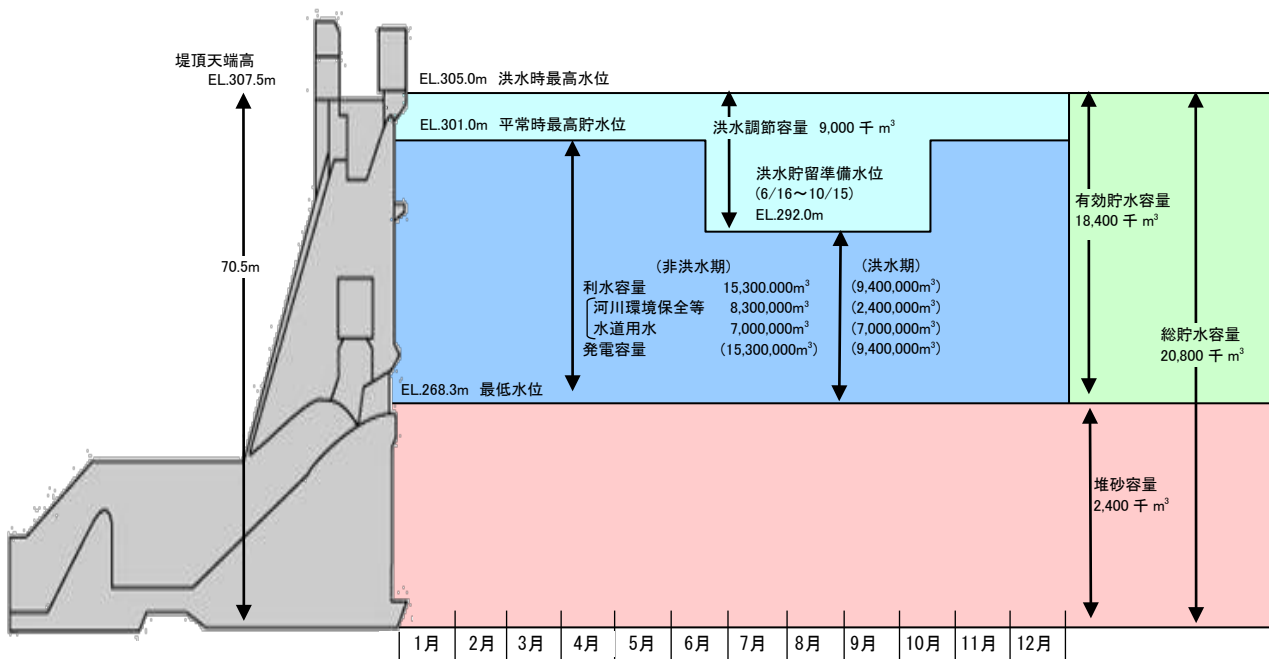 堤頂天端高
EL.307.5m
EL.305.0m 洪水時最高水位
EL.301.0m 平常時最高貯水位
洪水調節容量 9,000 千 m³
洪水貯留準備水位
(6/16～10/15)
EL.292.0m
有効貯水容量
18,400 千 m³
70.5m
(非洪水期) (洪水期)
利水容量 15,300,000m³ (9,400,000m³)
河川環境保全等 8,300,000m³ (2,400,000m³)
水道用水 7,000,000m³ (7,000,000m³)
発電容量 (15,300,000m³) (9,400,000m³)
総貯水容量
20,800 千 m³
EL.268.3m 最低水位
堆砂容量
2,400 千 m³
1月 2月 3月 4月 5月 6月 7月 8月 9月 10月 11月 12月